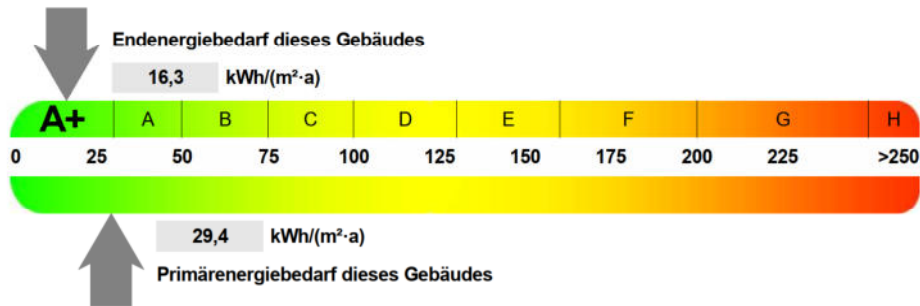 Endenergiebedarf dieses Gebäudes
16,3 kWh/(m²·a)
A+ A B C D E F G H
0 25 50 75 100 125 150 175 200 225 >250
29,4 kWh/(m²·a)
Primärenergiebedarf dieses Gebäudes